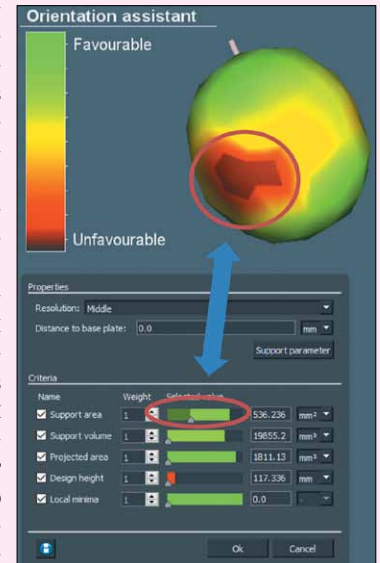 Orientation assistant
Favourable
Unfavourable
Properties
Resolution: Middle
Distance to base plate: 0.0 mm
Support parameter
Criteria
Name Weight Selected value
Support area 1 536.236 mm²
Support volume 1 19855.2 mm³
Projected area 1 1811.13 mm²
Design height 1 117.336 mm
Local minima 1 0.0
Ok Cancel